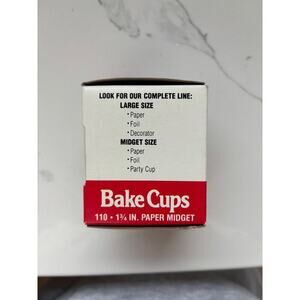 LOOK FOR OUR COMPLETE LINE:
LARGE SIZE
• Paper
• Foil
• Decorator
MIDGET SIZE
• Paper
• Foil
• Party Cup
Bake Cups
110 - 1¾ IN. PAPER MIDGET